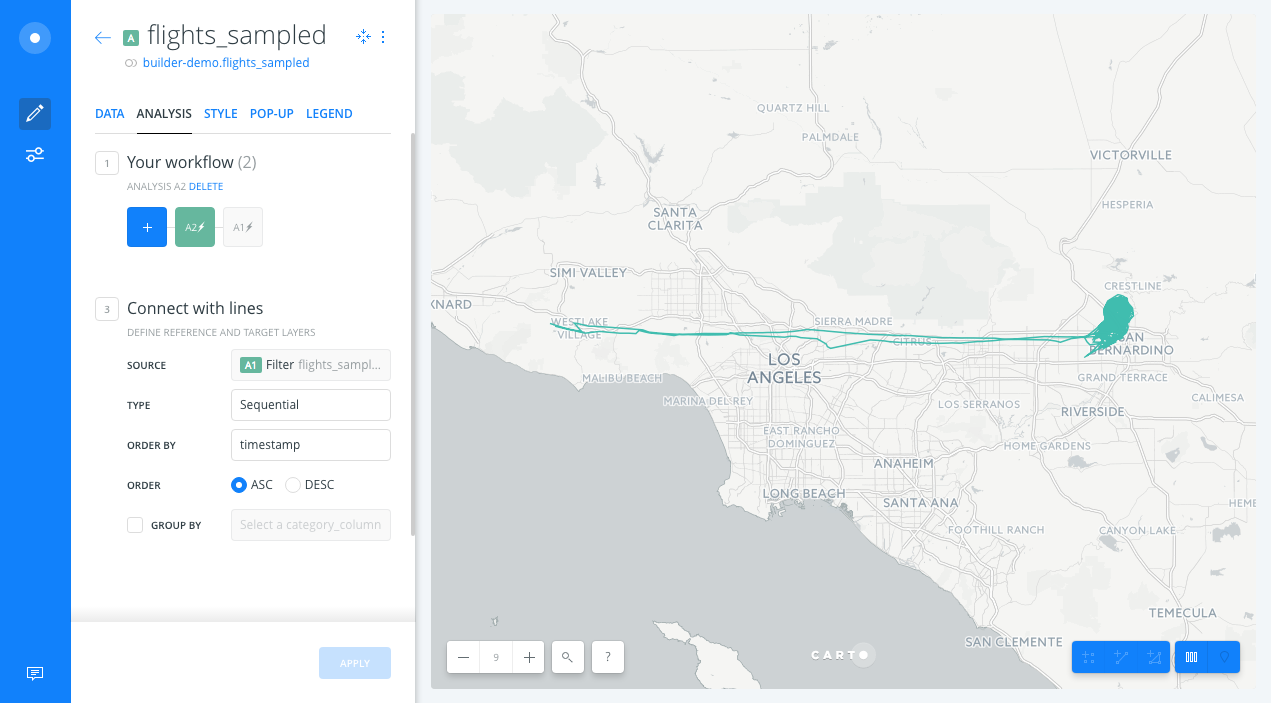 A flights_sampled
builder-demo.flights_sampled
DATA ANALYSIS STYLE POP-UP LEGEND
1 Your workflow (2)
ANALYSIS A2 DELETE
+ A2 A1
3 Connect with lines
DEFINE REFERENCE AND TARGET LAYERS
SOURCE A1 Filter flights_sampl...
TYPE Sequential
ORDER BY timestamp
ORDER ASC DESC
GROUP BY Select a category_column
APPLY
QUARTZ HILL
PALMDALE
VICTORVILLE
HESPERIA
SANTA
CLARITA
SIMI VALLEY
CRESTLINE
XNARD
WESTLAKE
VILLAGE
SIERRA MADRE
CITRUS
SAN
BERNARDINO
LOS
ANGELES
MALIBU BEACH
GRAND TERRACE
MARINA DEL REY
LOS SERRANOS
CALIMESA
RIVERSIDE
EAST RANCHO
DOMINGUEZ
HOME GARDENS
ANAHEIM
LONG BEACH
SANTA ANA
HEME
FOOTHILL RANCH
CANYON LAKE
TEMECULA
SAN CLEMENTE
− 9 + ?
CARTO